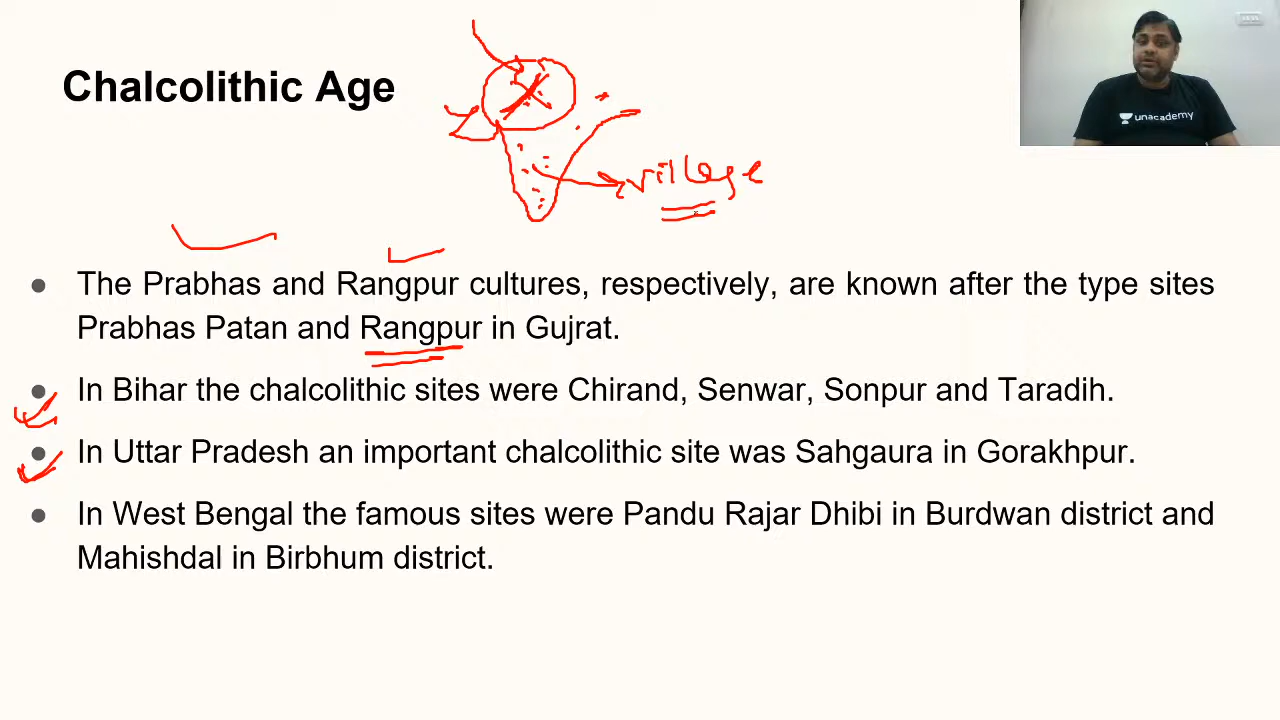 Chalcolithic Age
unacademy
village
● The Prabhas and Rangpur cultures, respectively, are known after the type sites
Prabhas Patan and Rangpur in Gujrat.
● In Bihar the chalcolithic sites were Chirand, Senwar, Sonpur and Taradih.
● In Uttar Pradesh an important chalcolithic site was Sahgaura in Gorakhpur.
● In West Bengal the famous sites were Pandu Rajar Dhibi in Burdwan district and
Mahishdal in Birbhum district.